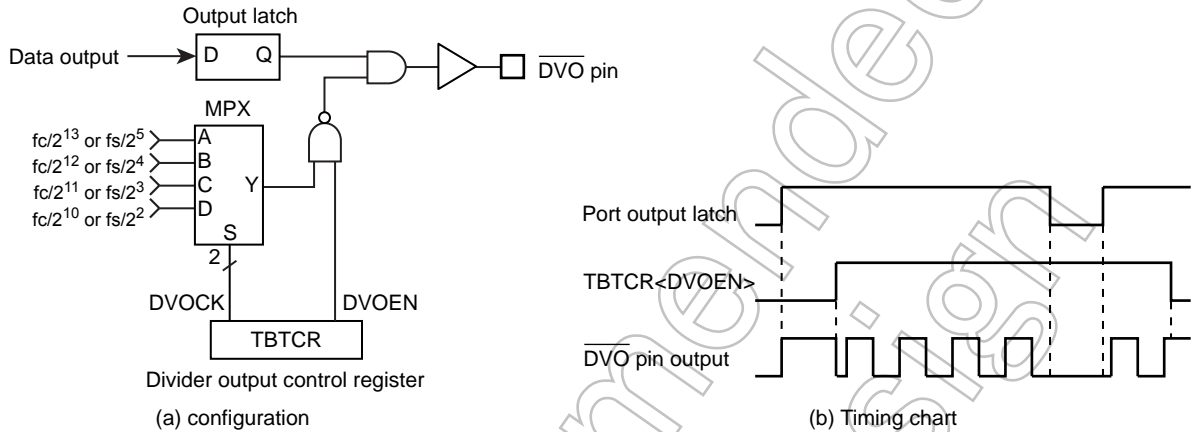 Output latch
Data output
D
Q
DVO pin
MPX
fc/2^13 or fs/2^5
A
fc/2^12 or fs/2^4
B
fc/2^11 or fs/2^3
C
Y
fc/2^10 or fs/2^2
D
S
2
DVOCK
DVOEN
TBTCR
Divider output control register
(a) configuration
Port output latch
TBTCR<DVOEN>
DVO pin output
(b) Timing chart